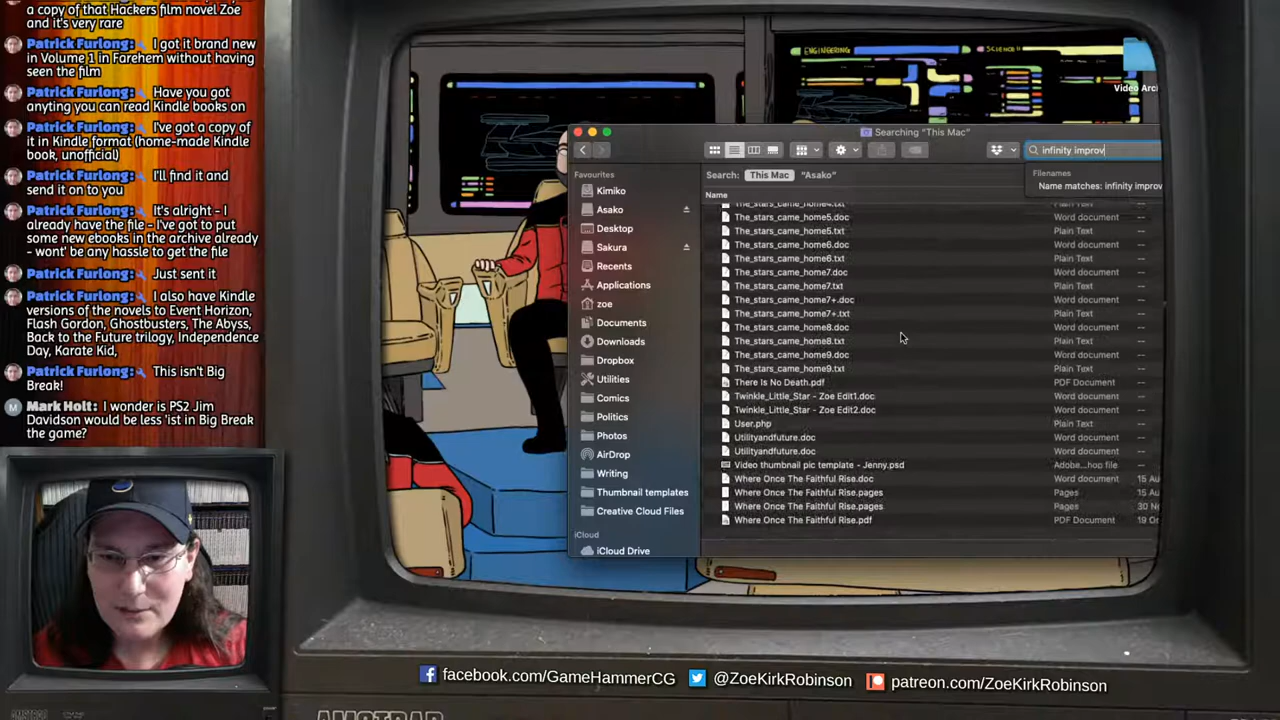 a copy of that Hackers film novel Zoe
and it's very rare
Patrick Furlong: I got it brand new
in Volume 1 in Farehem without having
seen the film
Patrick Furlong: Have you got
anyting you can read Kindle books on
Patrick Furlong: I've got a copy of
it in Kindle format (home-made Kindle
book, unofficial)
Patrick Furlong: I'll find it and
send it on to you
Patrick Furlong: It's alright - I
already have the file - I've got to put
some new ebooks in the archive already
- wont' be any hassle to get the file
Patrick Furlong: Just sent it
Patrick Furlong: I also have Kindle
versions of the novels to Event Horizon,
Flash Gordon, Ghostbusters, The Abyss,
Back to the Future trilogy, Independence
Day, Karate Kid,
Patrick Furlong: This isn't Big
Break!
M Mark Holt: I wonder is PS2 Jim
Davidson would be less 'ist in Big Break
the game?
ENGINEERING
SCIENCE II
Video Archi
Searching "This Mac"
infinity improv
Filenames
Name matches: infinity improv
Favourites
Kimiko
Asako
Desktop
Sakura
Recents
Applications
zoe
Documents
Downloads
Dropbox
Utilities
Comics
Politics
Photos
AirDrop
Writing
Thumbnail templates
Creative Cloud Files
iCloud
iCloud Drive
Search: This Mac "Asako"
Name
The_stars_came_home4.txt Plain Text --
The_stars_came_home5.doc Word document --
The_stars_came_home5.txt Plain Text --
The_stars_came_home6.doc Word document --
The_stars_came_home6.txt Plain Text --
The_stars_came_home7.doc Word document --
The_stars_came_home7.txt Plain Text --
The_stars_came_home7+.doc Word document --
The_stars_came_home7+.txt Plain Text --
The_stars_came_home8.doc Word document --
The_stars_came_home8.txt Plain Text --
The_stars_came_home9.doc Word document --
The_stars_came_home9.txt Plain Text --
There Is No Death.pdf PDF Document --
Twinkle_Little_Star - Zoe Edit1.doc Word document --
Twinkle_Little_Star - Zoe Edit2.doc Word document --
User.php Plain Text --
Utilityandfuture.doc Word document --
Utilityandfuture.doc Word document --
Video thumbnail pic template - Jenny.psd Adobe...hop file --
Where Once The Faithful Rise.doc Word document 15 Au
Where Once The Faithful Rise.pages Pages 15 Au
Where Once The Faithful Rise.pages Pages 30 N
Where Once The Faithful Rise.pdf PDF Document 19 O
facebook.com/GameHammerCG @ZoeKirkRobinson patreon.com/ZoeKirkRobinson
AMSTRAD